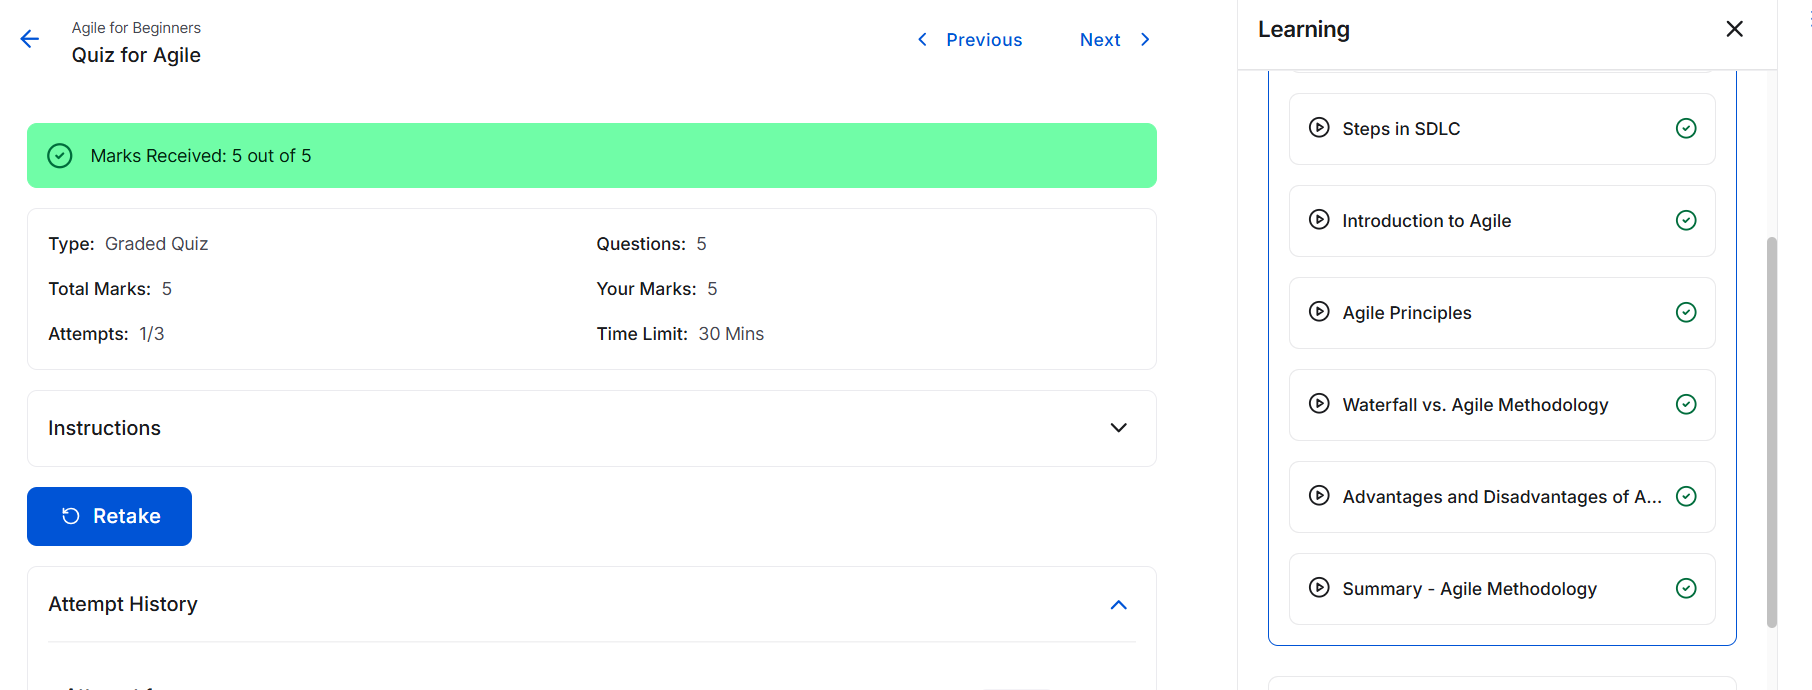 Agile for Beginners
Quiz for Agile
Previous
Next
Marks Received: 5 out of 5
Type: Graded Quiz
Questions: 5
Total Marks: 5
Your Marks: 5
Attempts: 1/3
Time Limit: 30 Mins
Instructions
Retake
Attempt History
Learning
Steps in SDLC
Introduction to Agile
Agile Principles
Waterfall vs. Agile Methodology
Advantages and Disadvantages of A...
Summary - Agile Methodology